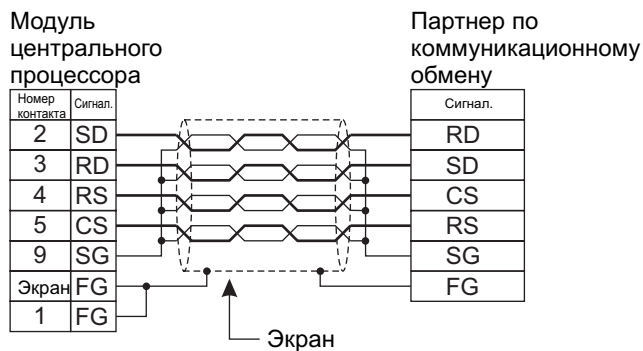 Модуль
центрального
процессора
Партнер по
коммуникационному
обмену
Номер
контакта
Сигнал.
Сигнал.
2 SD RD
3 RD SD
4 RS CS
5 CS RS
9 SG SG
Экран FG FG
1 FG
Экран